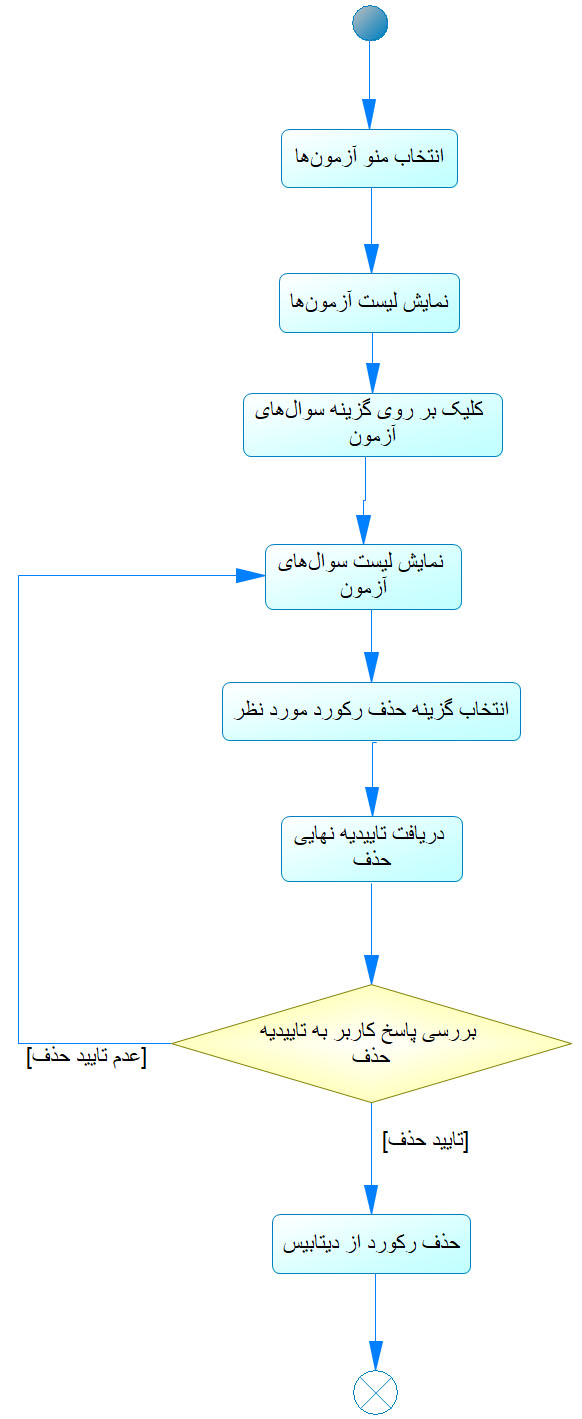 انتخاب منو آزمون‌ها
نمایش لیست آزمون‌ها
کلیک بر روی گزینه سوال‌های
آزمون
نمایش لیست سوال‌های
آزمون
انتخاب گزینه حذف رکورد مورد نظر
دریافت تاییدیه نهایی
حذف
بررسی پاسخ کاربر به تاییدیه
حذف
[عدم تایید حذف]
[تایید حذف]
حذف رکورد از دیتابیس